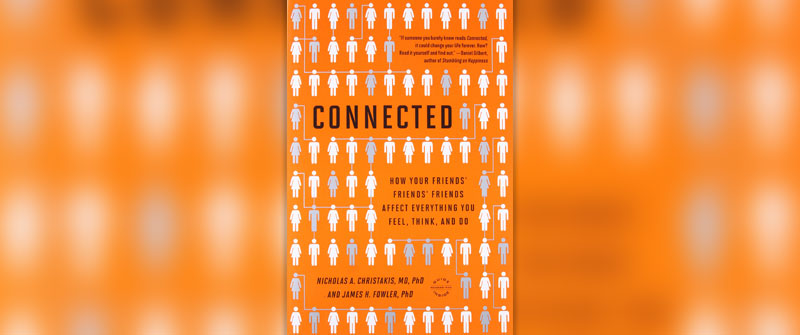 "If someone you barely know reads Connected,
it could change your life forever. How?
Read it yourself and find out." —Daniel Gilbert,
author of Stumbling on Happiness
CONNECTED
HOW YOUR FRIENDS'
FRIENDS' FRIENDS
AFFECT EVERYTHING YOU
FEEL, THINK, AND DO
NICHOLAS A. CHRISTAKIS, MD, PhD
AND JAMES H. FOWLER, PhD